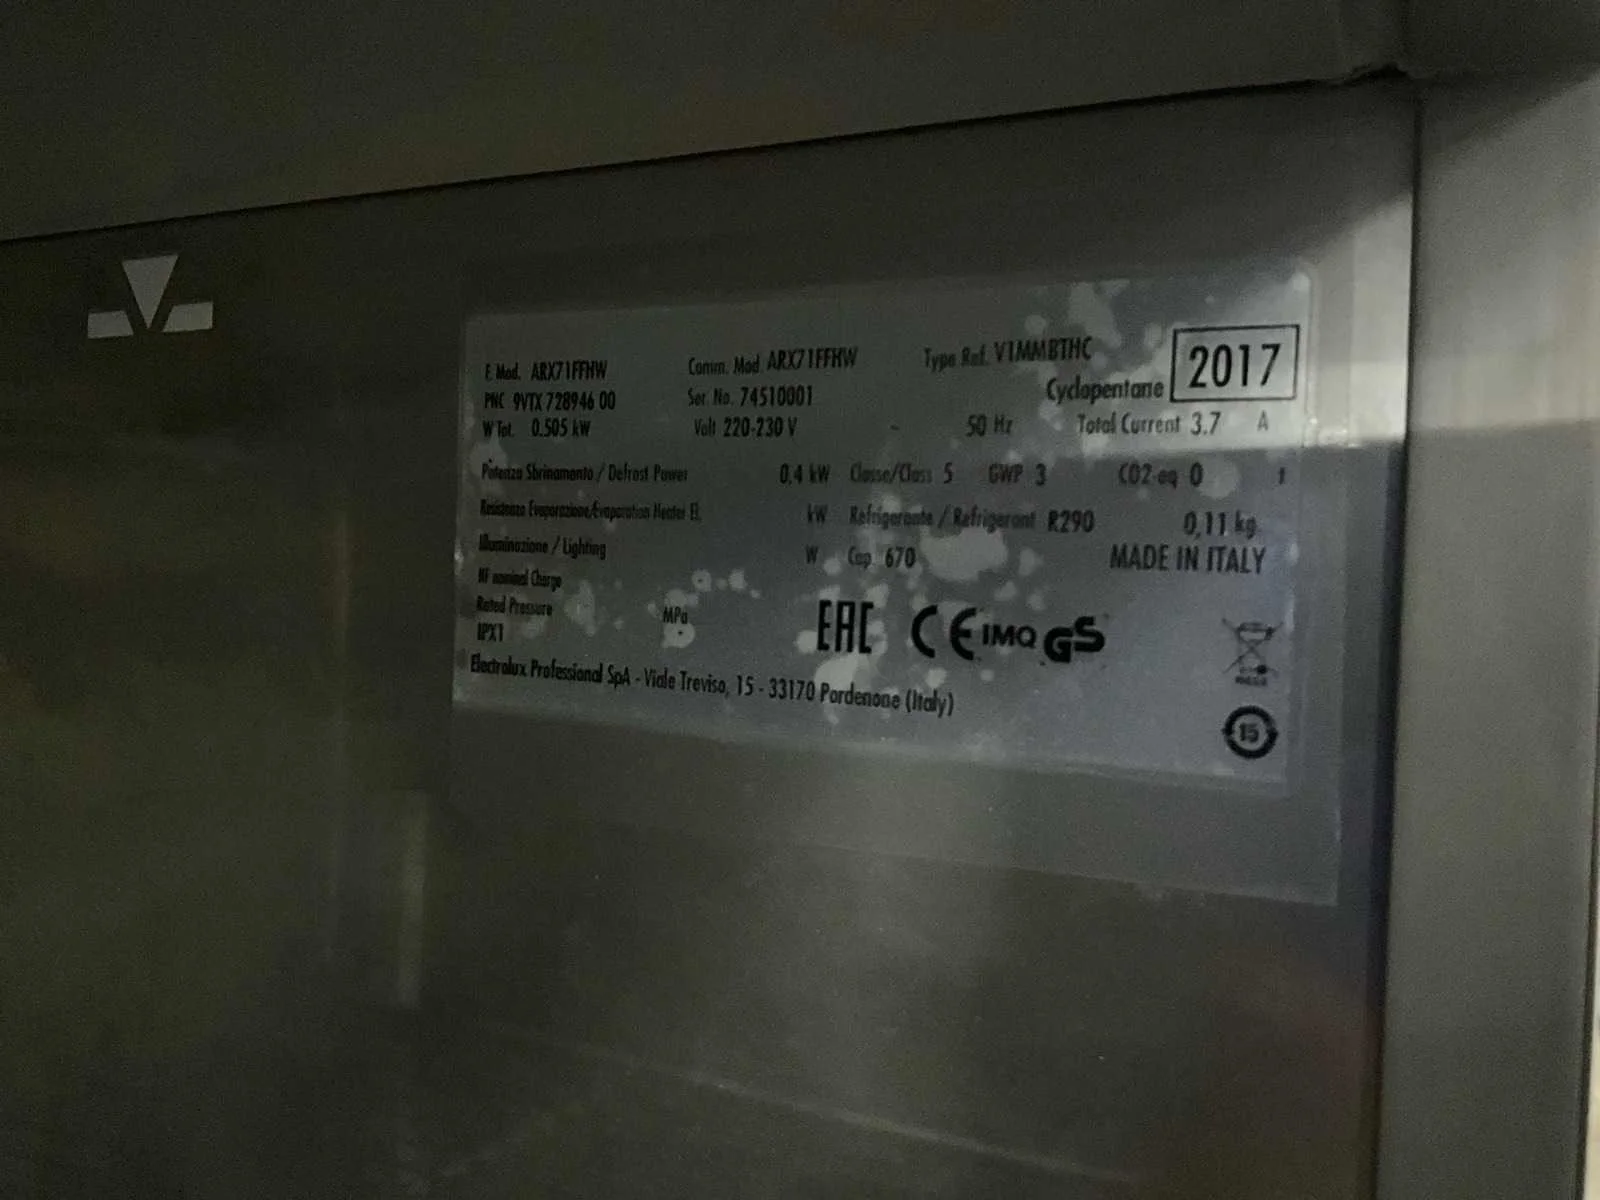 F. Mod. ARX71FFHW Comm. Mod ARX71FFHW Type Ref. V1MMBTHC 2017
PNC 9VTX 728946 00 Ser. No. 74510001 Cyclopentane
W Tot. 0.505 kW Volt 220-230 V ~ 50 Hz Total Current 3.7 A
Potenza Sbrinamento / Defrost Power 0,4 kW Classe/Class 5 GWP 3 CO2-eq 0 t
Resistenza Evaporazione/Evaporation Heater El. kW Refrigerante / Refrigerant R290 0,11 kg
Illuminazione / Lighting W Cap 670 MADE IN ITALY
Nf nominal Charge
Rated Pressure MPa
IPX1
EAC CE IMQ GS
Electrolux Professional SpA - Viale Treviso, 15 - 33170 Pordenone (Italy)
15